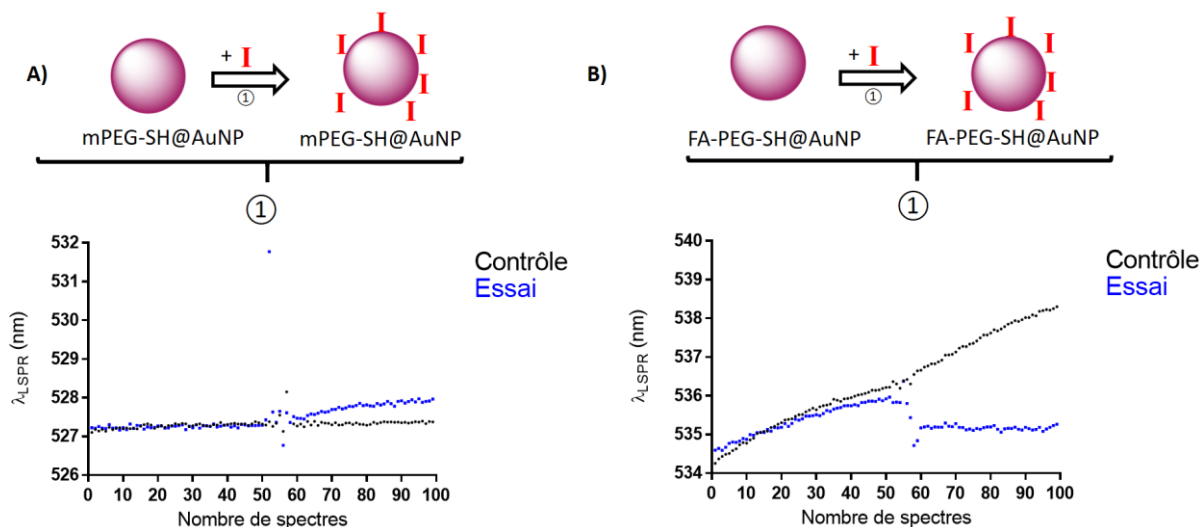 A)
+ I
①
I I I I I I
mPEG-SH@AuNP
mPEG-SH@AuNP
①
532
531
530
529
528
527
526
λLSPR (nm)
0 10 20 30 40 50 60 70 80 90 100
Nombre de spectres
Contrôle
Essai
B)
+ I
①
I I I I I I
FA-PEG-SH@AuNP
FA-PEG-SH@AuNP
①
540
539
538
537
536
535
534
λLSPR (nm)
0 10 20 30 40 50 60 70 80 90 100
Nombre de spectres
Contrôle
Essai